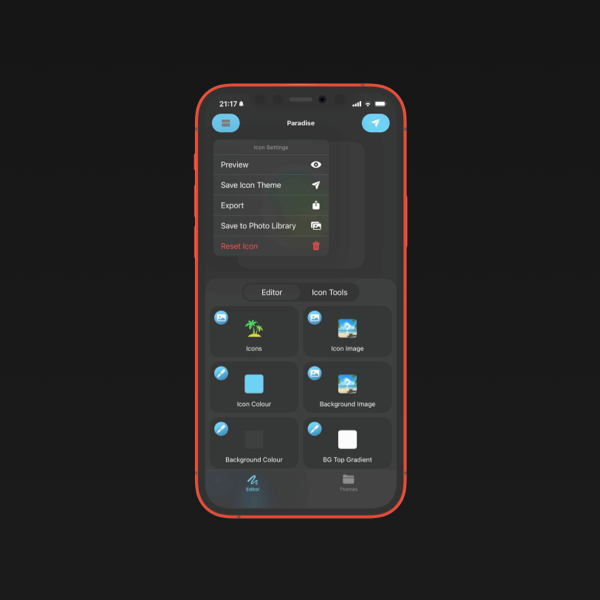 21:17
Paradise
Icon Settings
Preview
Save Icon Theme
Export
Save to Photo Library
Reset Icon
Editor Icon Tools
Icons Icon Image
Icon Colour Background Image
Background Colour BG Top Gradient
Editor Themes